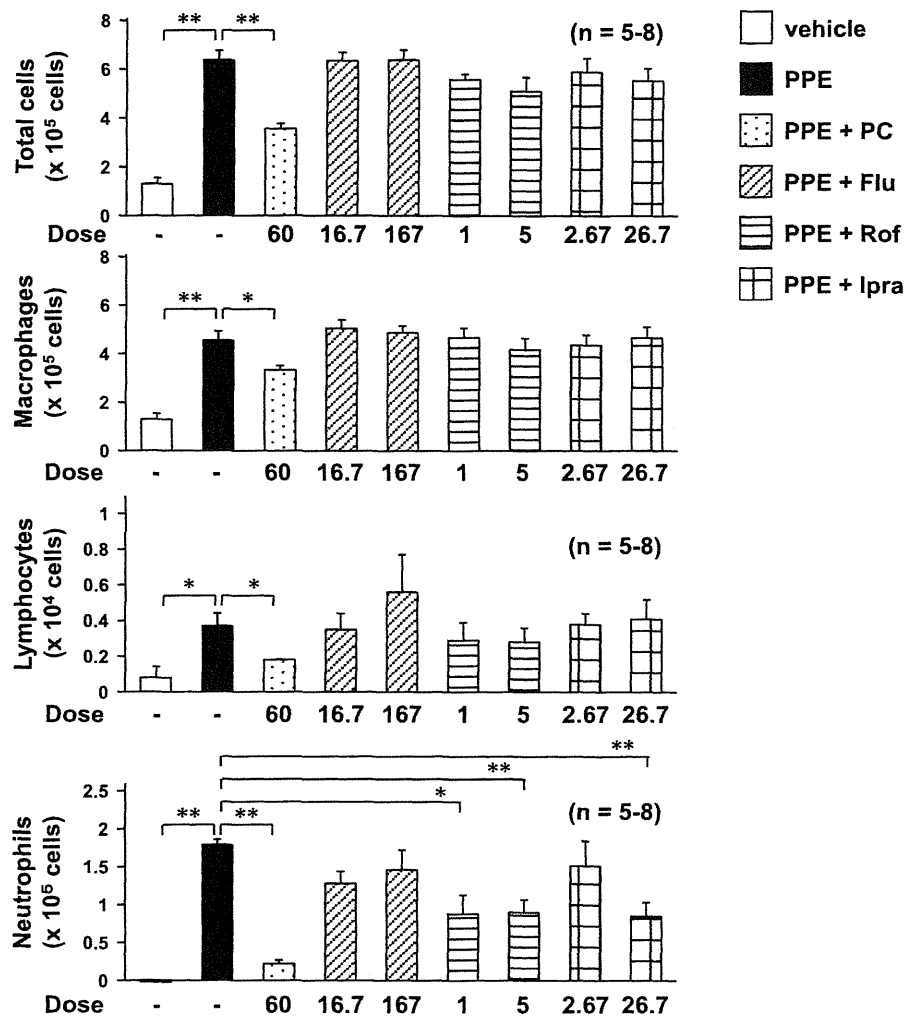 8
6
4
2
0
Total cells
(x 10⁵ cells)
** **
(n = 5-8)
Dose - - 60 16.7 167 1 5 2.67 26.7
8
6
4
2
0
Macrophages
(x 10⁵ cells)
** *
Dose - - 60 16.7 167 1 5 2.67 26.7
1
0.8
0.6
0.4
0.2
0
Lymphocytes
(x 10⁴ cells)
* *
(n = 5-8)
Dose - - 60 16.7 167 1 5 2.67 26.7
2.5
2
1.5
1
0.5
0
Neutrophils
(x 10⁵ cells)
**
**
*
** **
(n = 5-8)
Dose - - 60 16.7 167 1 5 2.67 26.7
vehicle
PPE
PPE + PC
PPE + Flu
PPE + Rof
PPE + Ipra